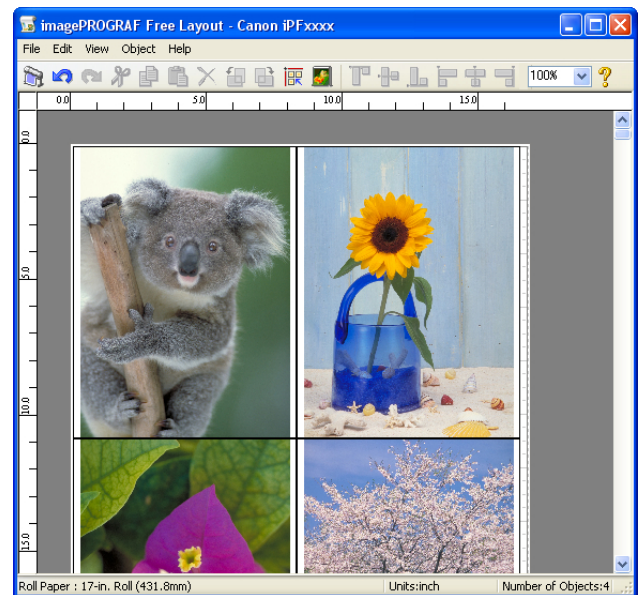 imagePROGRAF Free Layout - Canon iPFxxxx
File Edit View Object Help
100%
0.0 5.0 10.0 15.0
0.0
5.0
10.0
15.0
Roll Paper : 17-in. Roll (431.8mm) Units:inch Number of Objects:4